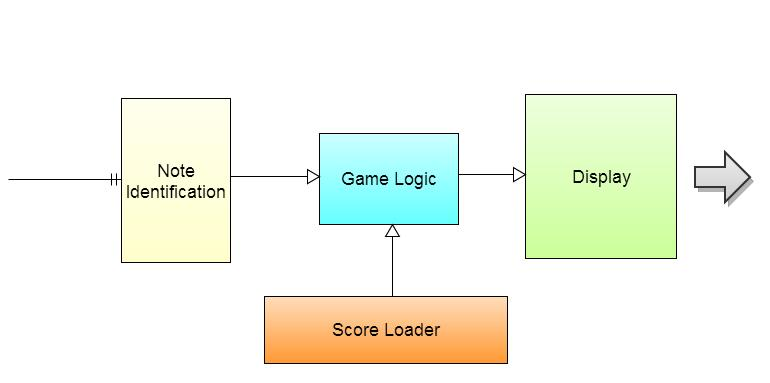 Note
Identification
Game Logic
Display
Score Loader